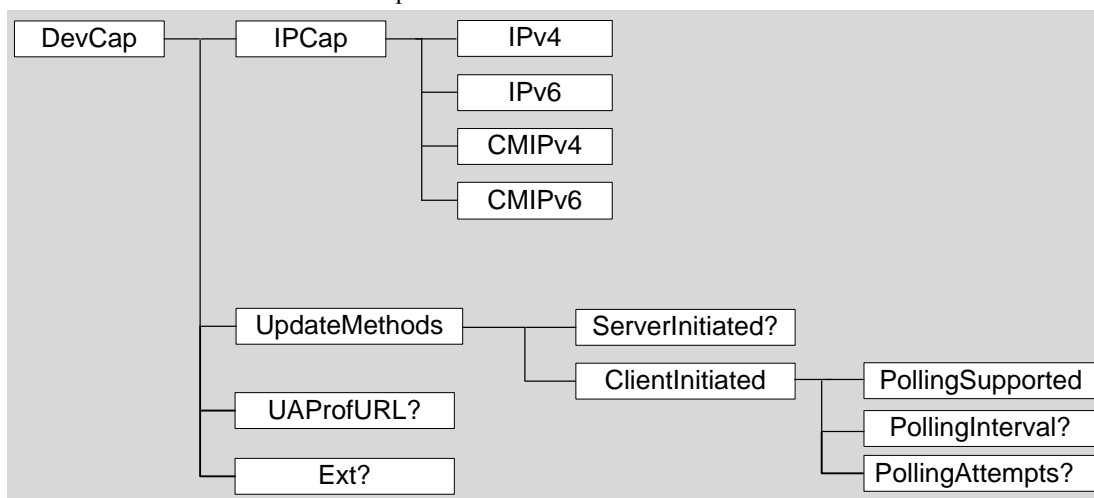 DevCap
IPCap
IPv4
IPv6
CMIPv4
CMIPv6
UpdateMethods
ServerInitiated?
ClientInitiated
PollingSupported
UAProfURL?
PollingInterval?
Ext?
PollingAttempts?